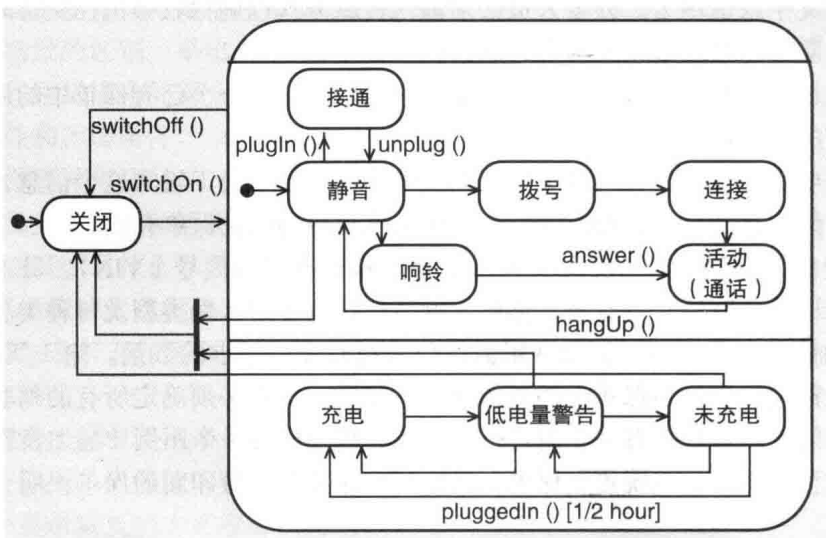 接通
switchOff ()
plugIn ()
unplug ()
switchOn ()
静音
拨号
连接
关闭
响铃
answer ()
活动
（通话）
hangUp ()
充电
低电量警告
未充电
pluggedIn () [1/2 hour]